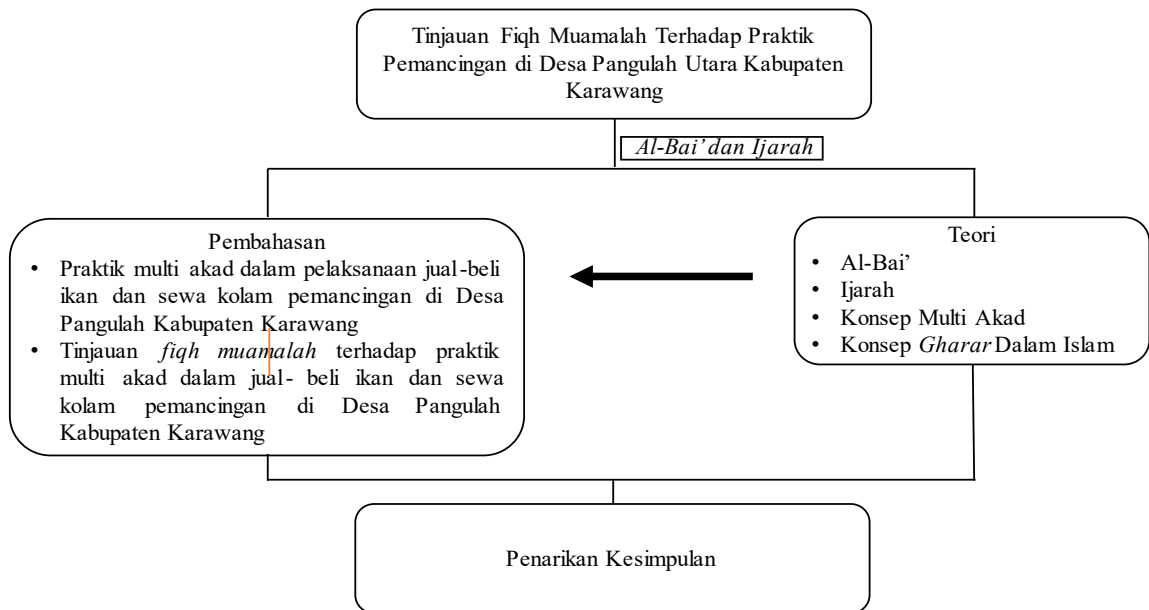 Tinjauan Fiqh Muamalah Terhadap Praktik
Pemancingan di Desa Pangulah Utara Kabupaten
Karawang
Al-Bai' dan Ijarah
Pembahasan
• Praktik multi akad dalam pelaksanaan jual-beli
ikan dan sewa kolam pemancingan di Desa
Pangulah Kabupaten Karawang
• Tinjauan fiqh muamalah terhadap praktik
multi akad dalam jual- beli ikan dan sewa
kolam pemancingan di Desa Pangulah
Kabupaten Karawang
Teori
• Al-Bai'
• Ijarah
• Konsep Multi Akad
• Konsep Gharar Dalam Islam
Penarikan Kesimpulan